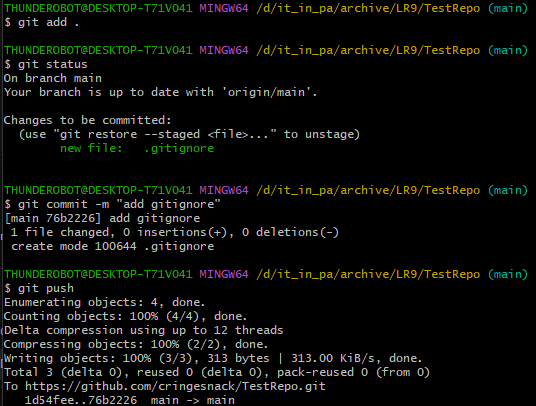 THUNDEROBOT@DESKTOP-T71VO41 MINGW64 /d/it_in_pa/archive/LR9/TestRepo (main)
$ git add .
THUNDEROBOT@DESKTOP-T71VO41 MINGW64 /d/it_in_pa/archive/LR9/TestRepo (main)
$ git status
On branch main
Your branch is up to date with 'origin/main'.
Changes to be committed:
  (use "git restore --staged <file>..." to unstage)
        new file:   .gitignore
THUNDEROBOT@DESKTOP-T71VO41 MINGW64 /d/it_in_pa/archive/LR9/TestRepo (main)
$ git commit -m "add gitignore"
[main 76b2226] add gitignore
 1 file changed, 0 insertions(+), 0 deletions(-)
 create mode 100644 .gitignore
THUNDEROBOT@DESKTOP-T71VO41 MINGW64 /d/it_in_pa/archive/LR9/TestRepo (main)
$ git push
Enumerating objects: 4, done.
Counting objects: 100% (4/4), done.
Delta compression using up to 12 threads
Compressing objects: 100% (2/2), done.
Writing objects: 100% (3/3), 313 bytes | 313.00 KiB/s, done.
Total 3 (delta 0), reused 0 (delta 0), pack-reused 0 (from 0)
To https://github.com/cringesnack/TestRepo.git
   1d54fee..76b2226  main -> main